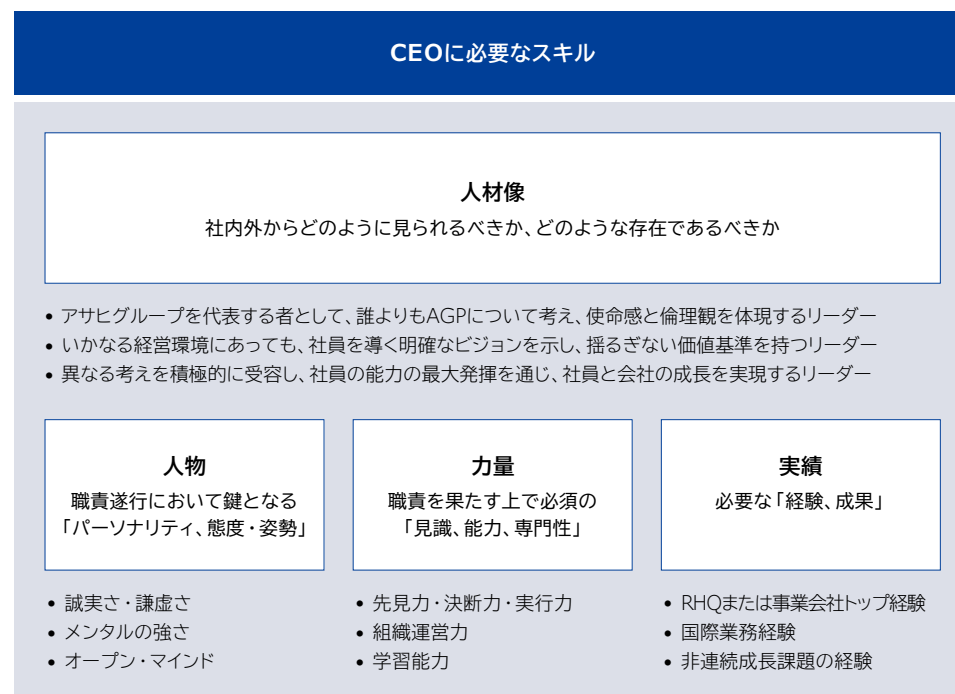 CEOに必要なスキル
人材像
社内外からどのように見られるべきか、どのような存在であるべきか
• アサヒグループを代表する者として、誰よりもAGPについて考え、使命感と倫理観を体現するリーダー
• いかなる経営環境にあっても、社員を導く明確なビジョンを示し、揺るぎない価値基準を持つリーダー
• 異なる考えを積極的に受容し、社員の能力の最大発揮を通じ、社員と会社の成長を実現するリーダー
人物
職責遂行において鍵となる
「パーソナリティ、態度・姿勢」
• 誠実さ・謙虚さ
• メンタルの強さ
• オープン・マインド
力量
職責を果たす上で必須の
「見識、能力、専門性」
• 先見力・決断力・実行力
• 組織運営力
• 学習能力
実績
必要な「経験、成果」
• RHQまたは事業会社トップ経験
• 国際業務経験
• 非連続成長課題の経験